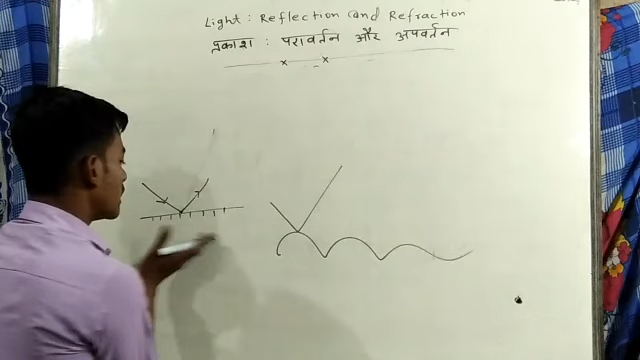 Light : Reflection and Refraction
प्रकाश : परावर्तन और अपवर्तन